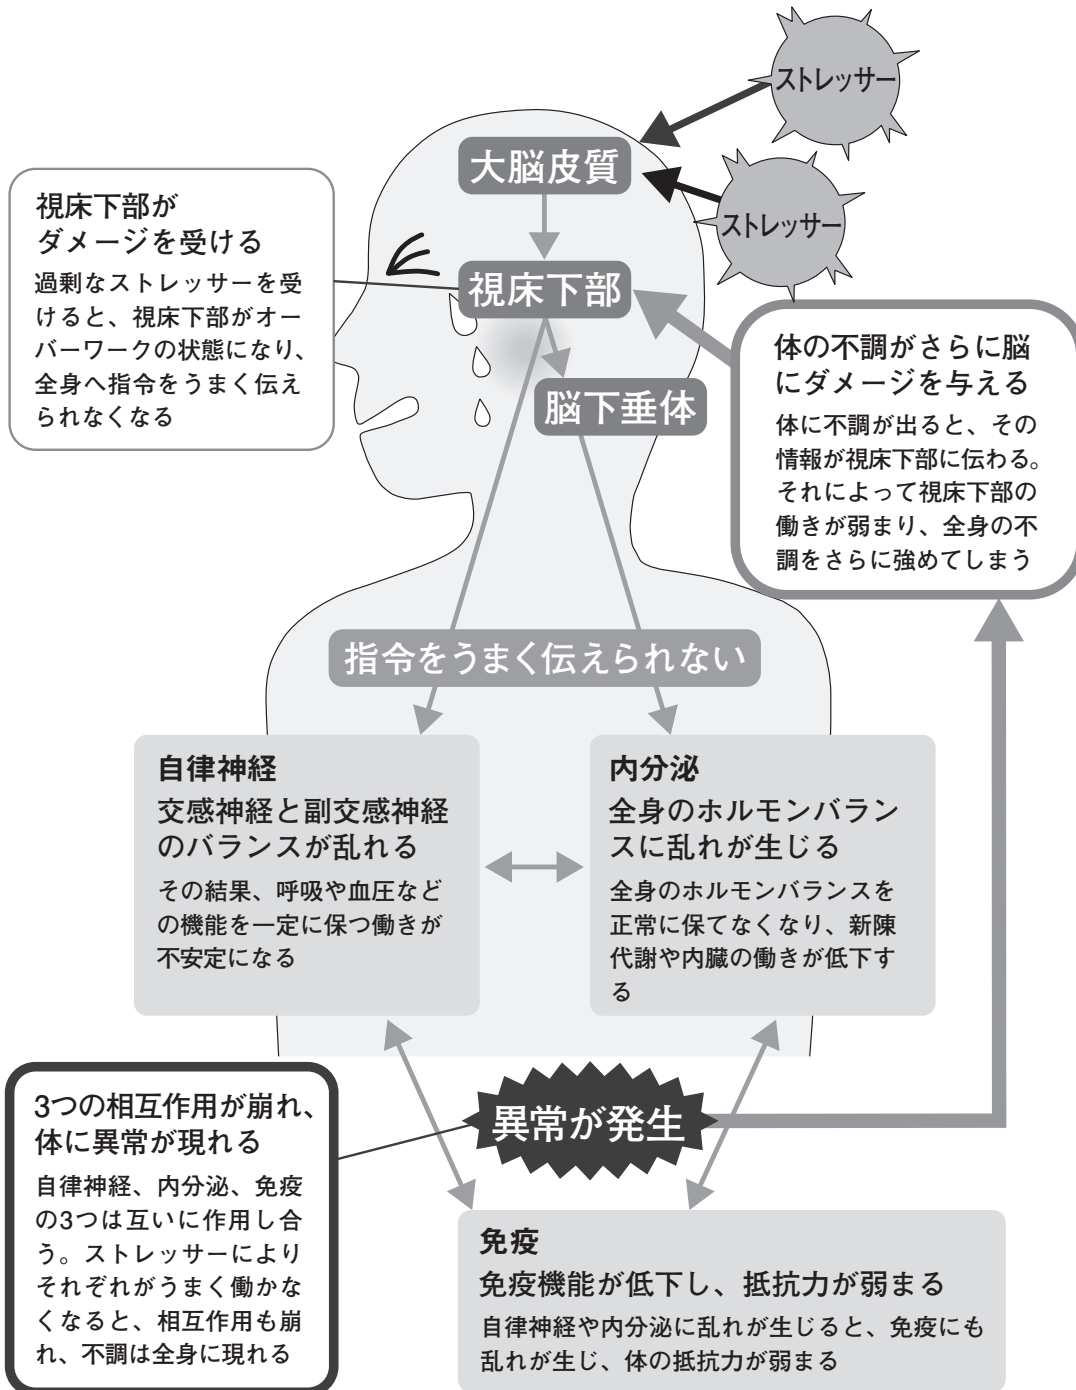 ストレッサー
大脳皮質
ストレッサー
視床下部が
ダメージを受ける
過剰なストレッサーを受
けると、視床下部がオー
バーワークの状態になり、
全身へ指令をうまく伝え
られなくなる
視床下部
脳下垂体
体の不調がさらに脳
にダメージを与える
体に不調が出ると、その
情報が視床下部に伝わる。
それによって視床下部の
働きが弱まり、全身の不
調をさらに強めてしまう
指令をうまく伝えられない
自律神経
交感神経と副交感神経
のバランスが乱れる
その結果、呼吸や血圧など
の機能を一定に保つ働きが
不安定になる
内分泌
全身のホルモンバラン
スに乱れが生じる
全身のホルモンバランスを
正常に保てなくなり、新陳
代謝や内臓の働きが低下す
る
3つの相互作用が崩れ、
体に異常が現れる
自律神経、内分泌、免疫
の3つは互いに作用し合
う。ストレッサーにより
それぞれがうまく働かな
くなると、相互作用も崩
れ、不調は全身に現れる
異常が発生
免疫
免疫機能が低下し、抵抗力が弱まる
自律神経や内分泌に乱れが生じると、免疫にも
乱れが生じ、体の抵抗力が弱まる